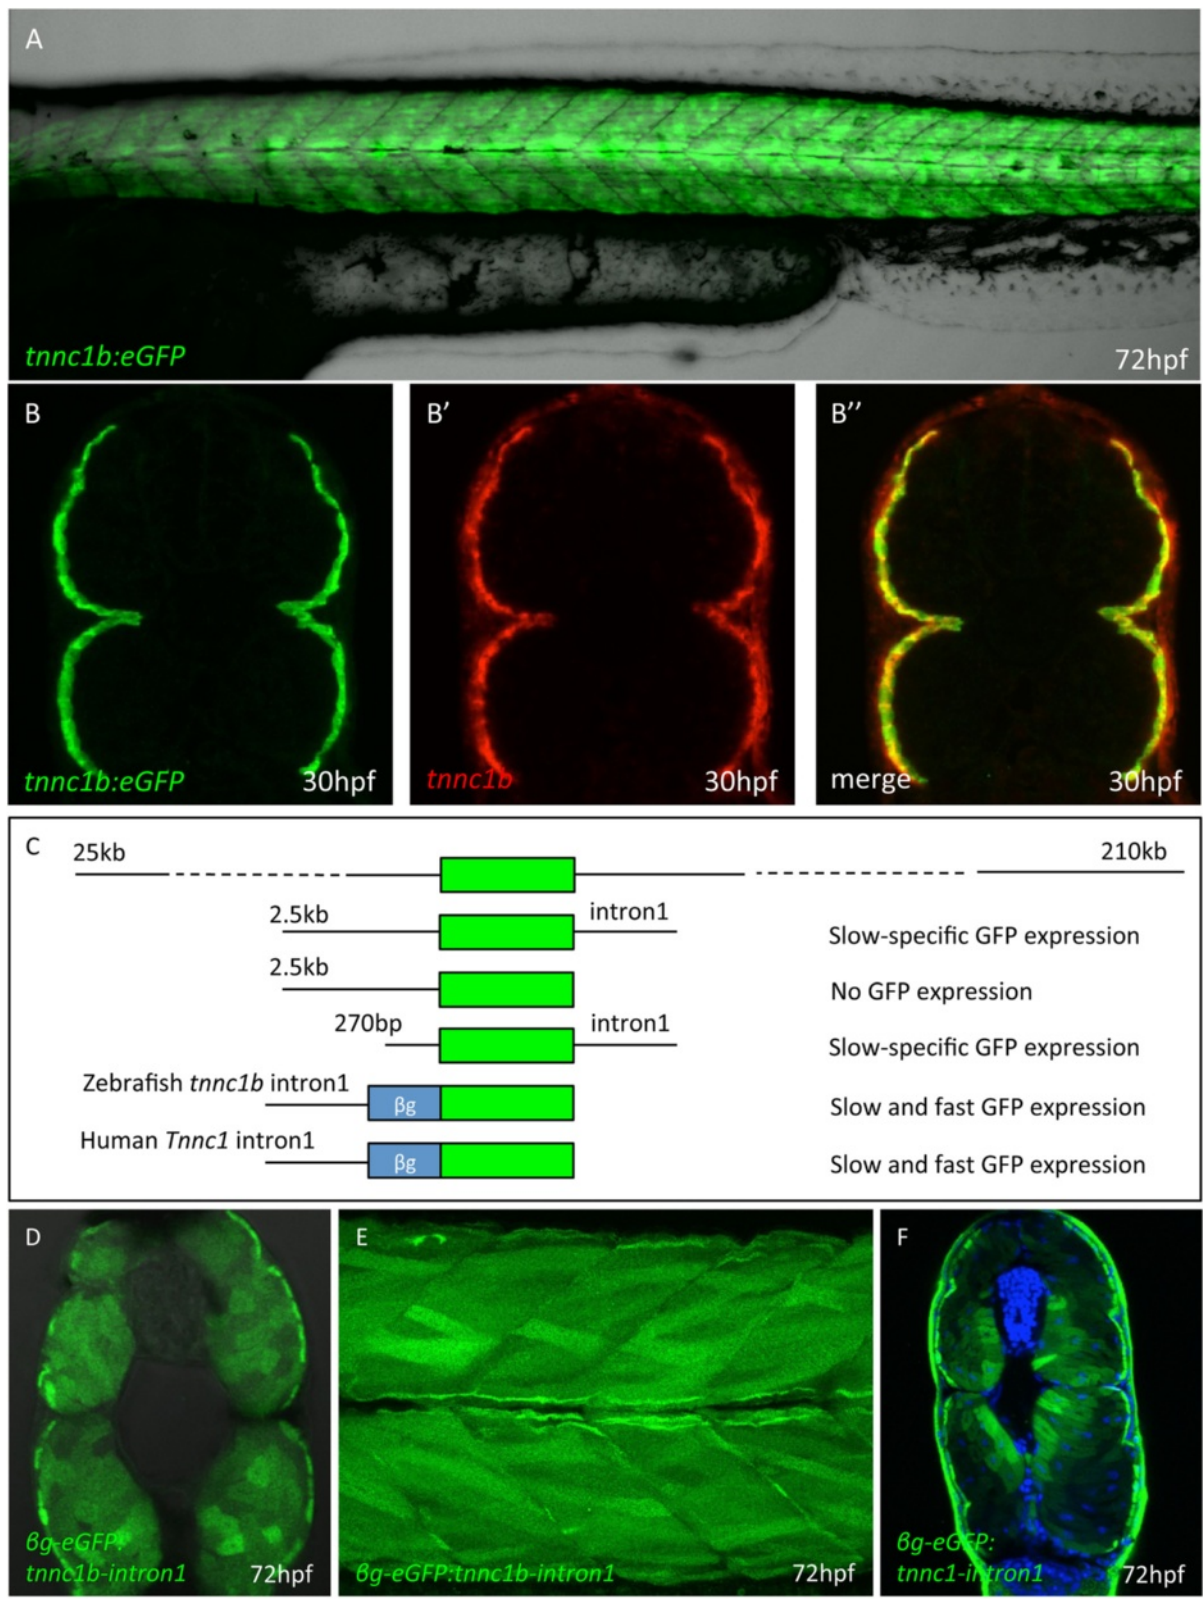 A
tnnc1b:eGFP
72hpf
B
tnnc1b:eGFP
30hpf
B'
tnnc1b
30hpf
B''
merge
30hpf
C
25kb
210kb
2.5kb
intron1
Slow-specific GFP expression
2.5kb
No GFP expression
270bp
intron1
Slow-specific GFP expression
Zebrafish tnnc1b intron1
βg
Slow and fast GFP expression
Human Tnnc1 intron1
βg
Slow and fast GFP expression
D
βg-eGFP:
tnnc1b-intron1
72hpf
E
βg-eGFP:tnnc1b-intron1
72hpf
F
βg-eGFP:
tnnc1-intron1
72hpf